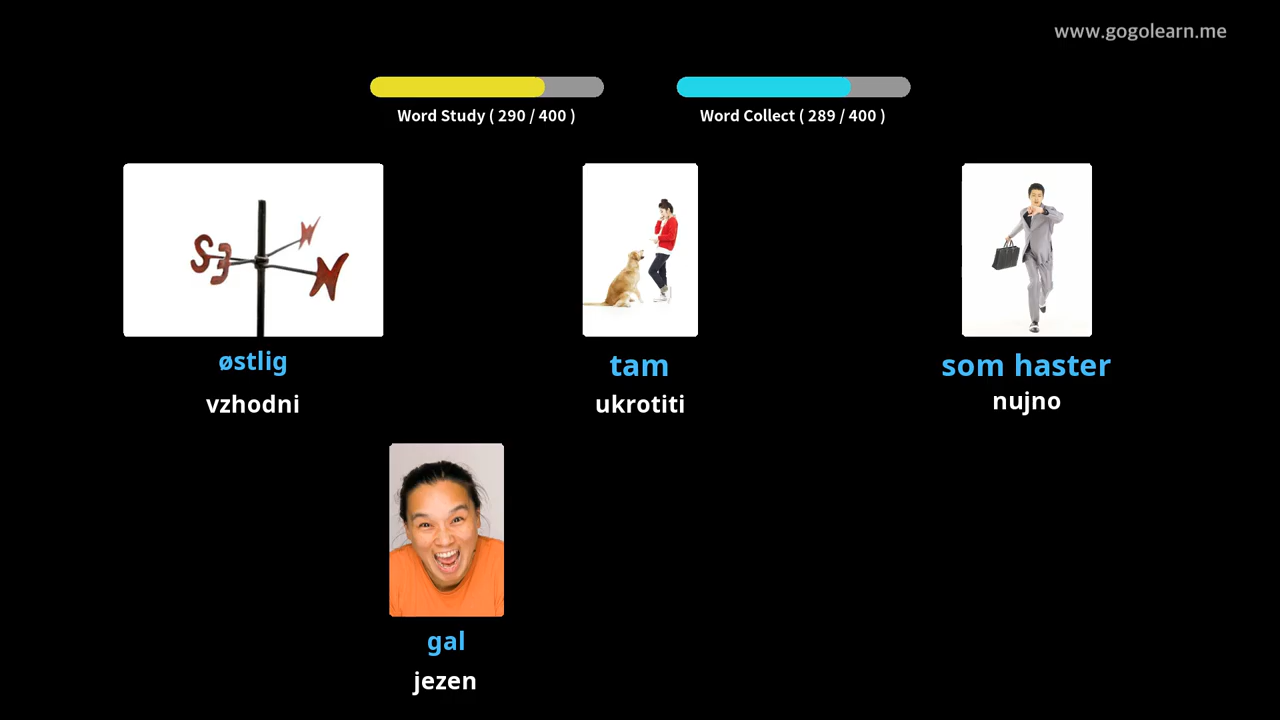 www.gogolearn.me
Word Study ( 290 / 400 )
Word Collect ( 289 / 400 )
S E N N
østlig
tam
som haster
vzhodni
ukrotiti
nujno
gal
jezen